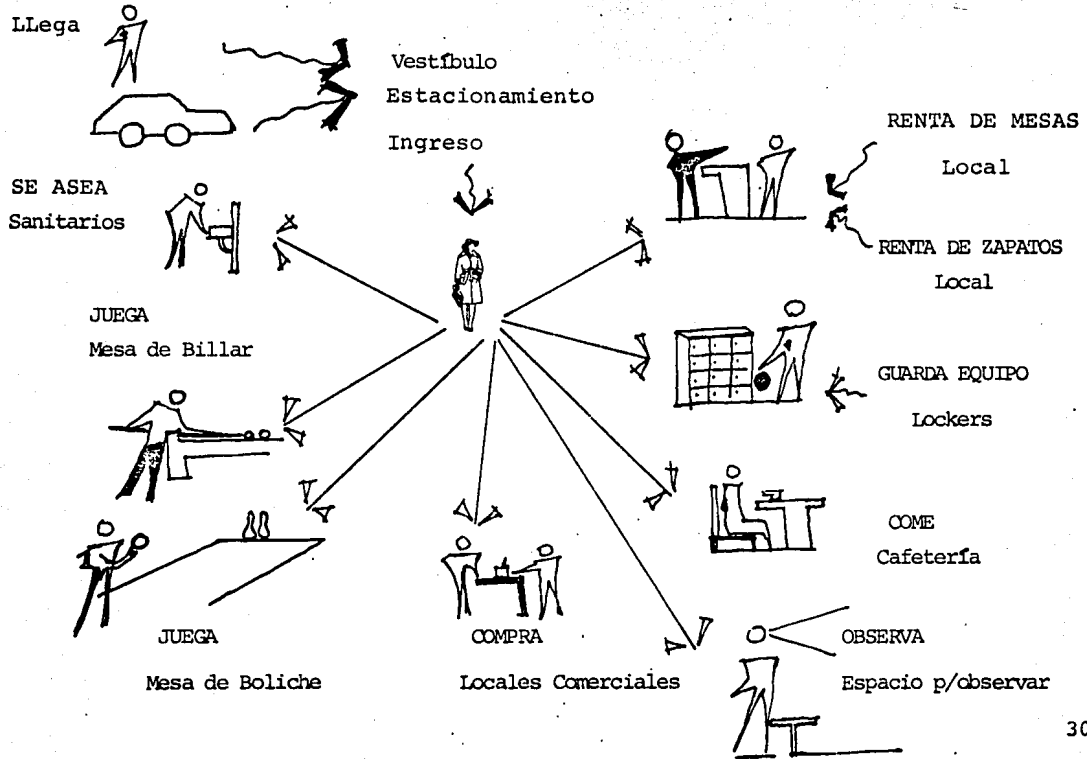 LLega
Vestíbulo
Estacionamiento
Ingreso
RENTA DE MESAS
Local
RENTA DE ZAPATOS
Local
SE ASEA
Sanitarios
JUEGA
Mesa de Billar
GUARDA EQUIPO
Lockers
COME
Cafetería
JUEGA
Mesa de Boliche
COMPRA
Locales Comerciales
OBSERVA
Espacio p/observar
30